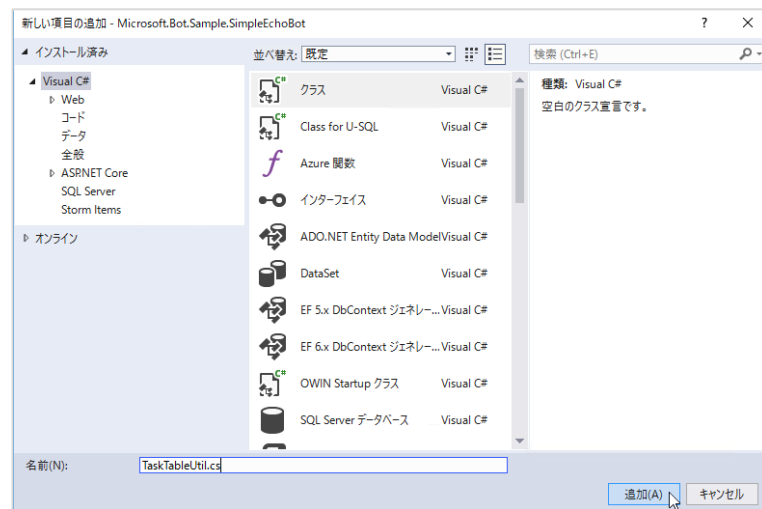 新しい項目の追加 - Microsoft.Bot.Sample.SimpleEchoBot ? ×
インストール済み
並べ替え: 既定
検索 (Ctrl+E)
Visual C#
Web
コード
データ
全般
ASP.NET Core
SQL Server
Storm Items
オンライン
クラス Visual C#
Class for U-SQL Visual C#
Azure 関数 Visual C#
インターフェイス Visual C#
ADO.NET Entity Data Model Visual C#
DataSet Visual C#
EF 5.x DbContext ジェネレー... Visual C#
EF 6.x DbContext ジェネレー... Visual C#
OWIN Startup クラス Visual C#
SQL Server データベース Visual C#
種類: Visual C#
空白のクラス宣言です。
名前(N): TaskTableUtil.cs
追加(A) キャンセル